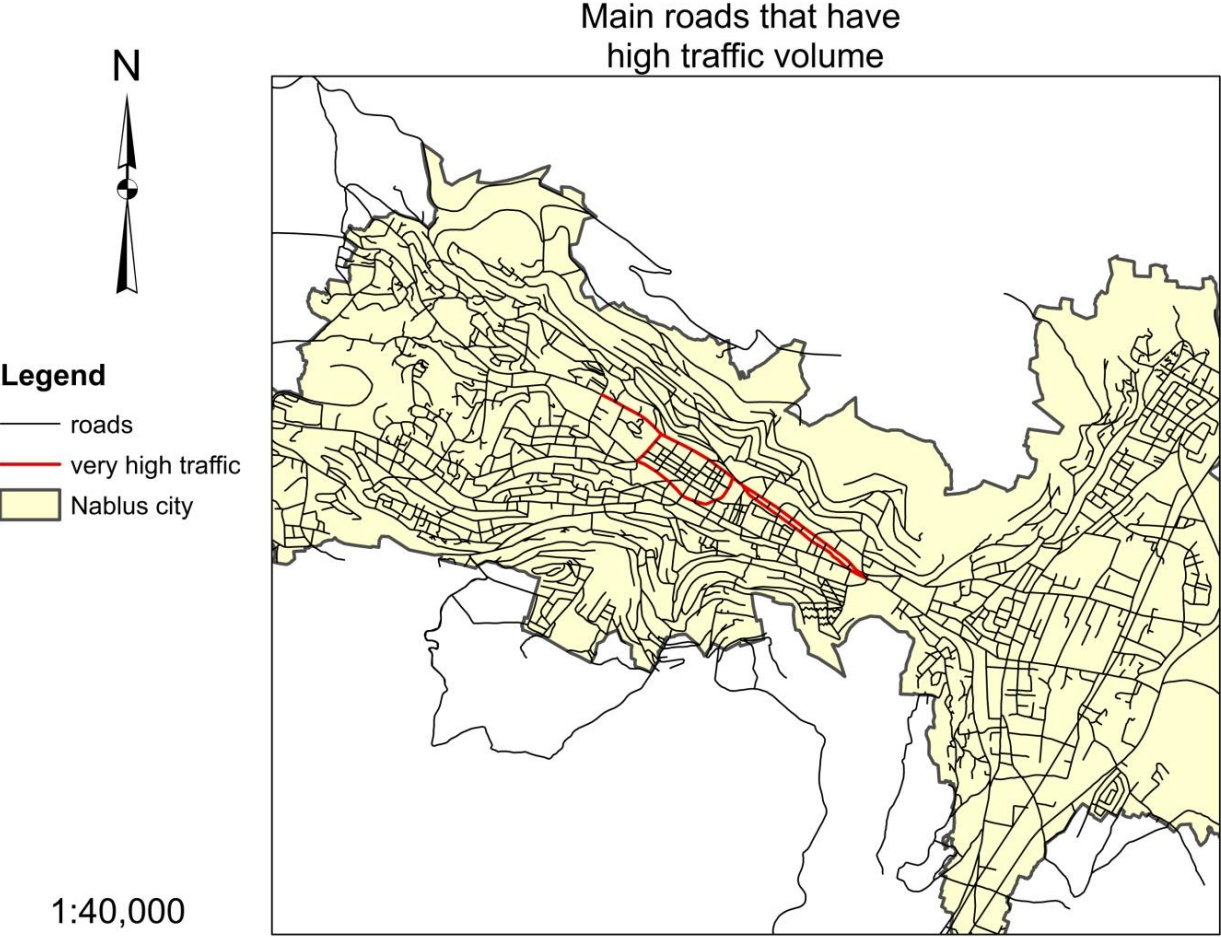 Main roads that have
high traffic volume
N
Legend
roads
very high traffic
Nablus city
1:40,000